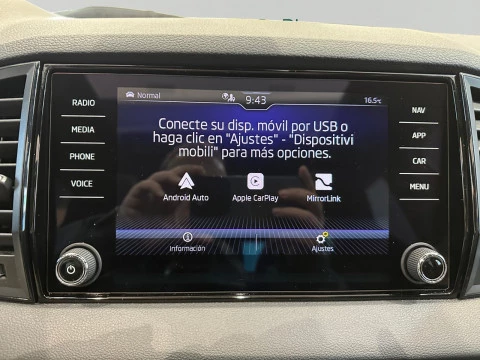 Normal
9:43
16.5°C
RADIO
MEDIA
PHONE
VOICE
Conecte su disp. móvil por USB o
haga clic en "Ajustes" - "Dispositivi
mobili" para más opciones.
Android Auto
Apple CarPlay
MirrorLink
Información
Ajustes
NAV
APP
CAR
MENU